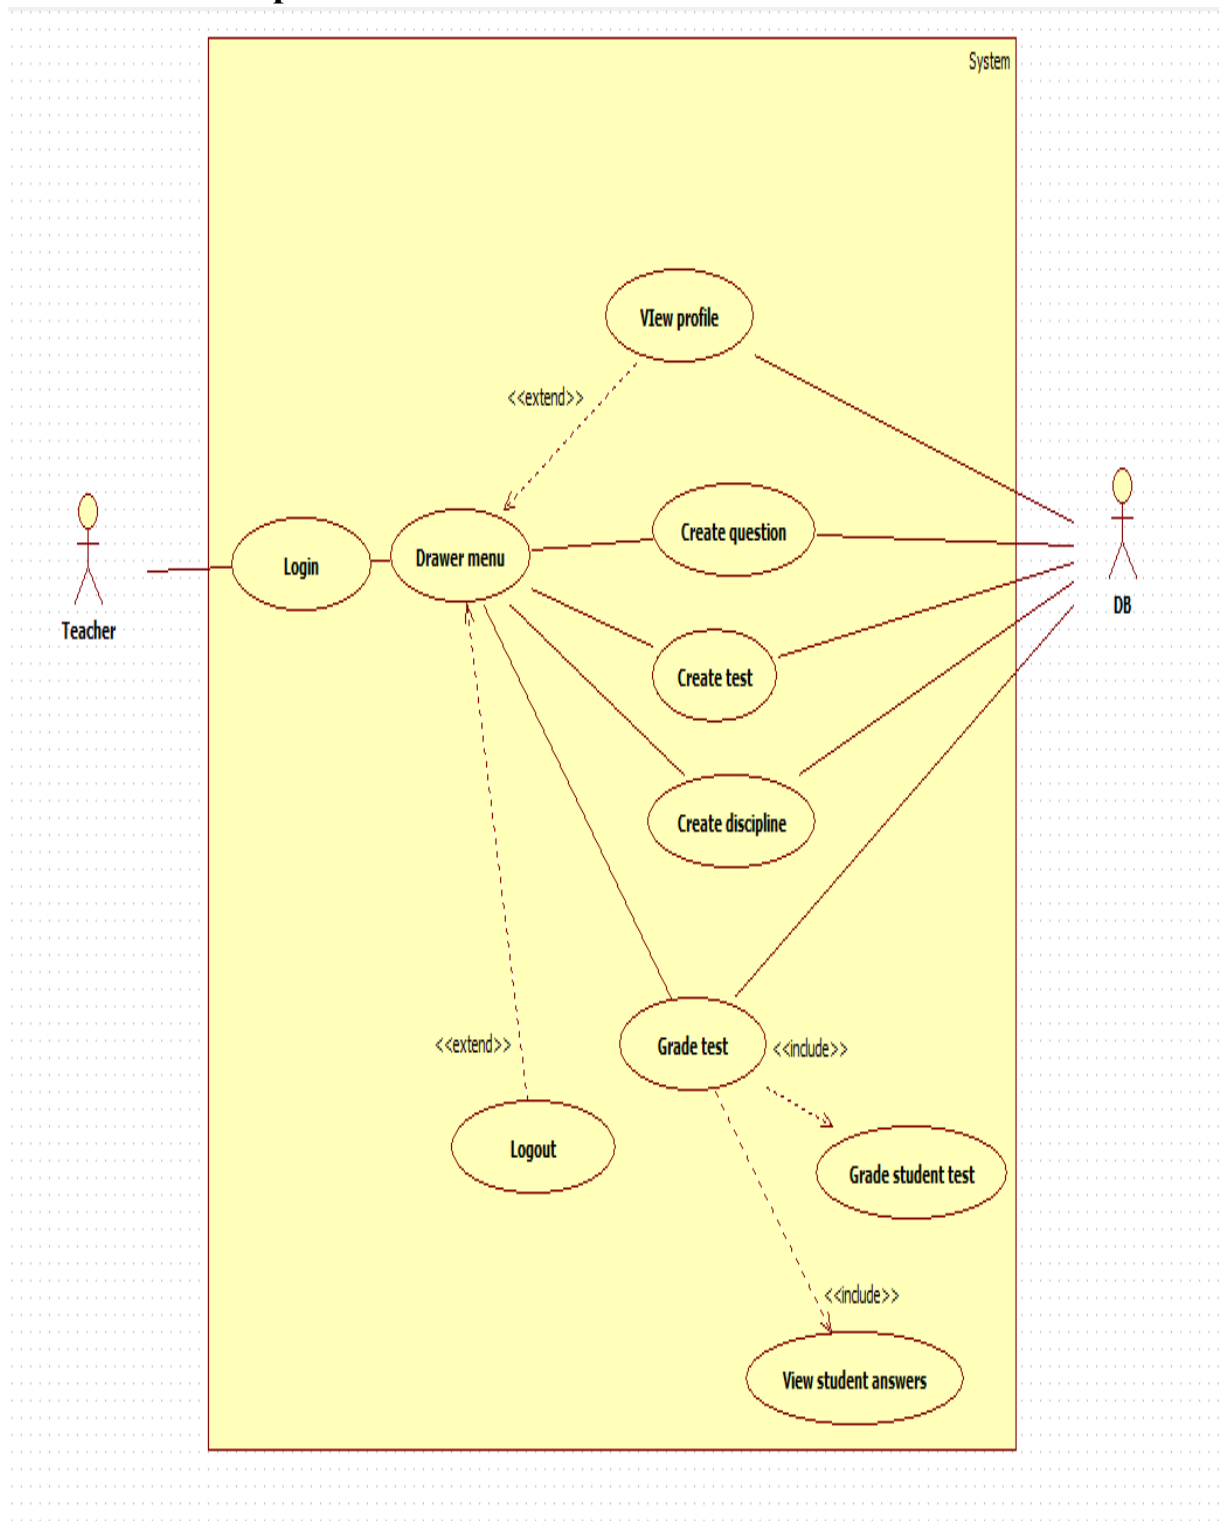 System
VIew profile
<<extend>>
Create question
Login
Drawer menu
Teacher
DB
Create test
Create discipline
<<extend>>
Grade test
<<include>>
Logout
Grade student test
<<include>>
View student answers